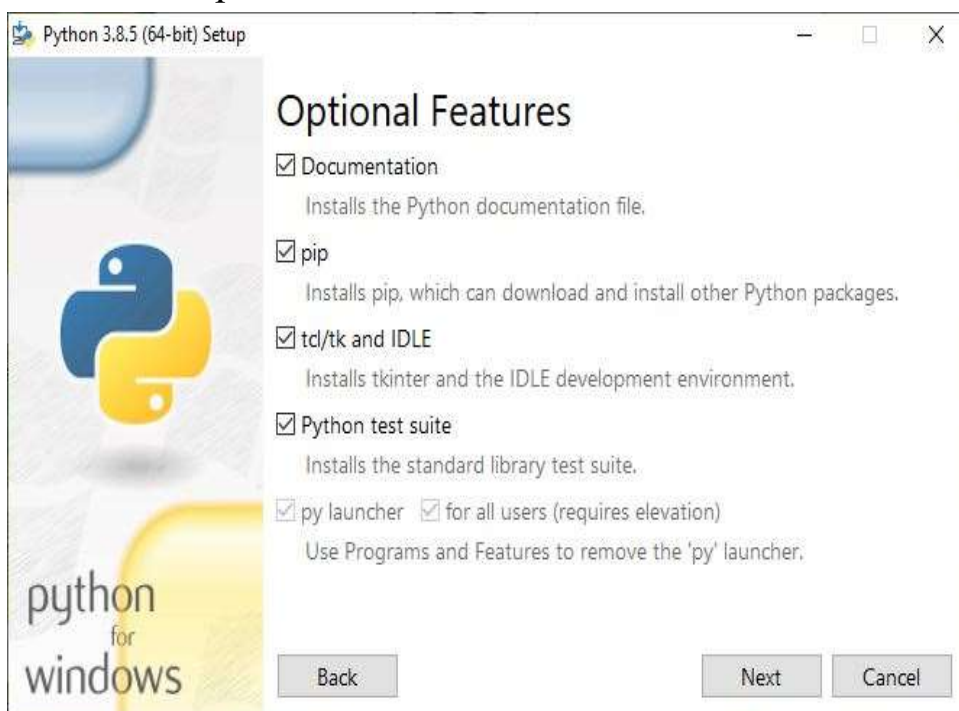 Python 3.8.5 (64-bit) Setup
Optional Features
Documentation
Installs the Python documentation file.
pip
Installs pip, which can download and install other Python packages.
tcl/tk and IDLE
Installs tkinter and the IDLE development environment.
Python test suite
Installs the standard library test suite.
py launcher for all users (requires elevation)
Use Programs and Features to remove the 'py' launcher.
python
for
windows
Back Next Cancel